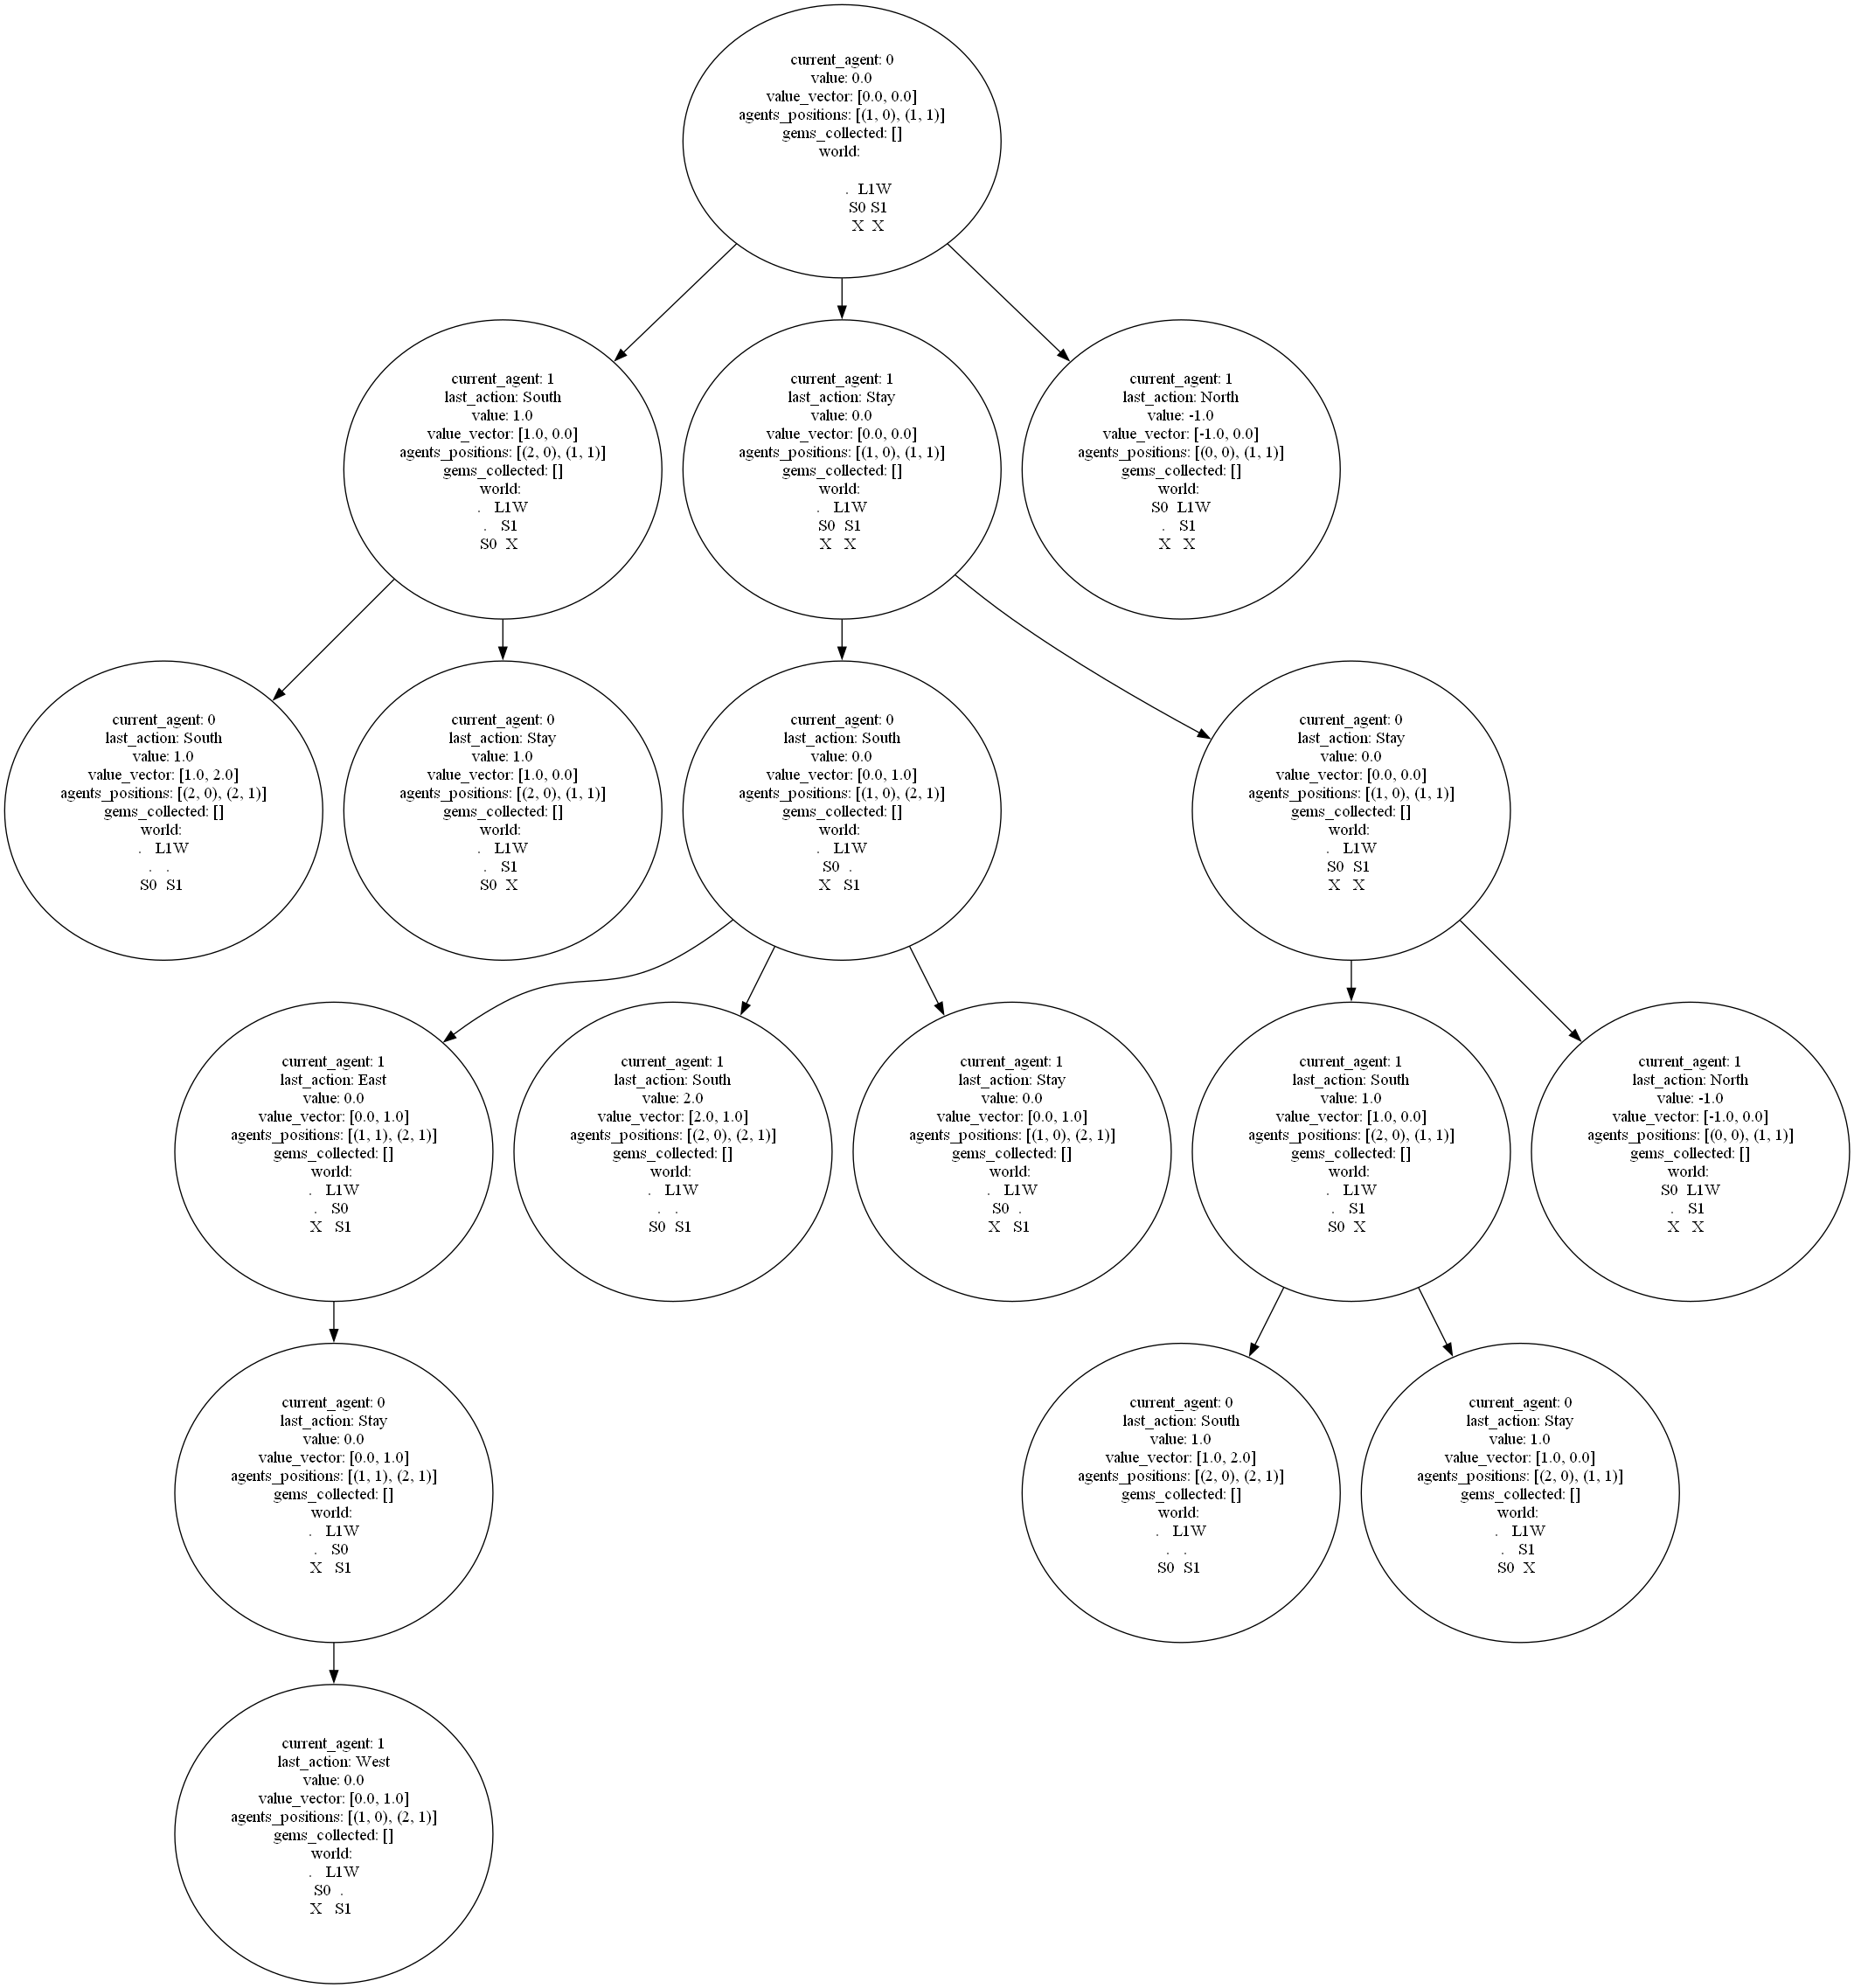 current_agent: 0
value: 0.0
value_vector: [0.0, 0.0]
agents_positions: [(1, 0), (1, 1)]
gems_collected: []
world:
. L1W
S0 S1
X X
current_agent: 1
last_action: South
value: 1.0
value_vector: [1.0, 0.0]
agents_positions: [(2, 0), (1, 1)]
gems_collected: []
world:
. L1W
. S1
S0 X
current_agent: 1
last_action: Stay
value: 0.0
value_vector: [0.0, 0.0]
agents_positions: [(1, 0), (1, 1)]
gems_collected: []
world:
. L1W
S0 S1
X X
current_agent: 1
last_action: North
value: -1.0
value_vector: [-1.0, 0.0]
agents_positions: [(0, 0), (1, 1)]
gems_collected: []
world:
S0 L1W
. S1
X X
current_agent: 0
last_action: South
value: 1.0
value_vector: [1.0, 2.0]
agents_positions: [(2, 0), (2, 1)]
gems_collected: []
world:
. L1W
. .
S0 S1
current_agent: 0
last_action: Stay
value: 1.0
value_vector: [1.0, 0.0]
agents_positions: [(2, 0), (1, 1)]
gems_collected: []
world:
. L1W
. S1
S0 X
current_agent: 0
last_action: South
value: 0.0
value_vector: [0.0, 1.0]
agents_positions: [(1, 0), (2, 1)]
gems_collected: []
world:
. L1W
S0 .
X S1
current_agent: 0
last_action: Stay
value: 0.0
value_vector: [0.0, 0.0]
agents_positions: [(1, 0), (1, 1)]
gems_collected: []
world:
. L1W
S0 S1
X X
current_agent: 1
last_action: East
value: 0.0
value_vector: [0.0, 1.0]
agents_positions: [(1, 1), (2, 1)]
gems_collected: []
world:
. L1W
. S0
X S1
current_agent: 1
last_action: South
value: 2.0
value_vector: [2.0, 1.0]
agents_positions: [(2, 0), (2, 1)]
gems_collected: []
world:
. L1W
. .
S0 S1
current_agent: 1
last_action: Stay
value: 0.0
value_vector: [0.0, 1.0]
agents_positions: [(1, 0), (2, 1)]
gems_collected: []
world:
. L1W
S0 .
X S1
current_agent: 1
last_action: South
value: 1.0
value_vector: [1.0, 0.0]
agents_positions: [(2, 0), (1, 1)]
gems_collected: []
world:
. L1W
. S1
S0 X
current_agent: 1
last_action: North
value: -1.0
value_vector: [-1.0, 0.0]
agents_positions: [(0, 0), (1, 1)]
gems_collected: []
world:
S0 L1W
. S1
X X
current_agent: 0
last_action: Stay
value: 0.0
value_vector: [0.0, 1.0]
agents_positions: [(1, 1), (2, 1)]
gems_collected: []
world:
. L1W
. S0
X S1
current_agent: 0
last_action: South
value: 1.0
value_vector: [1.0, 2.0]
agents_positions: [(2, 0), (2, 1)]
gems_collected: []
world:
. L1W
. .
S0 S1
current_agent: 0
last_action: Stay
value: 1.0
value_vector: [1.0, 0.0]
agents_positions: [(2, 0), (1, 1)]
gems_collected: []
world:
. L1W
. S1
S0 X
current_agent: 1
last_action: West
value: 0.0
value_vector: [0.0, 1.0]
agents_positions: [(1, 0), (2, 1)]
gems_collected: []
world:
. L1W
S0 .
X S1